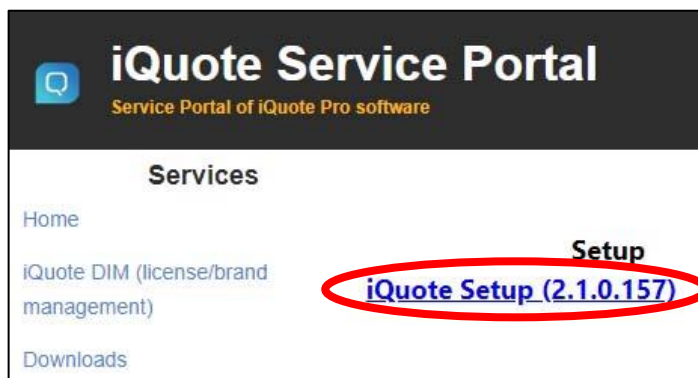 iQuote Service Portal
Service Portal of iQuote Pro software
Services
Home
iQuote DIM (license/brand
management)
Downloads
Setup
iQuote Setup (2.1.0.157)